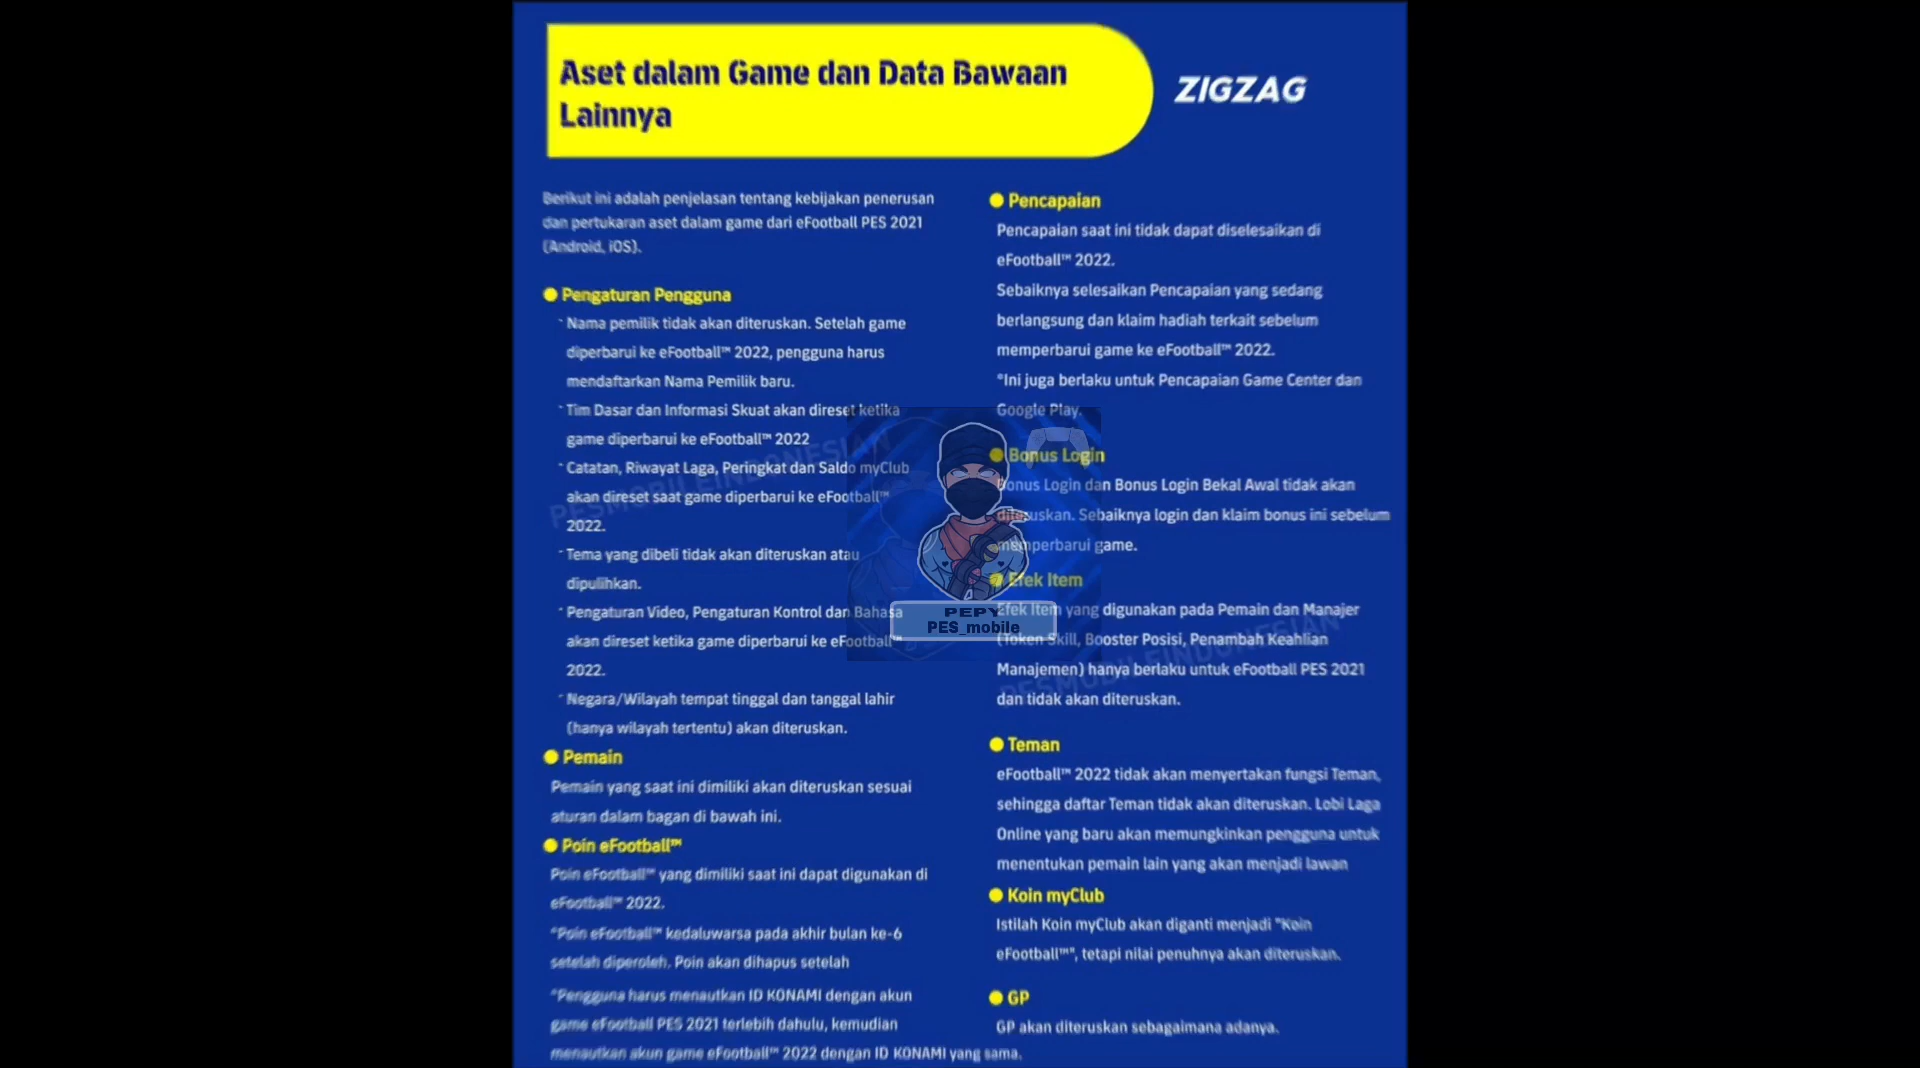 Aset dalam Game dan Data Bawaan
Lainnya
ZIGZAG
Berikut ini adalah penjelasan tentang kebijakan penerusan
dan pertukaran aset dalam game dari eFootball PES 2021
(Android, iOS).
Pengaturan Pengguna
- Nama pemilik tidak akan diteruskan. Setelah game
diperbarui ke eFootball™ 2022, pengguna harus
mendaftarkan Nama Pemilik baru.
- Tim Dasar dan Informasi Skuat akan direset ketika
game diperbarui ke eFootball™ 2022
- Catatan, Riwayat Laga, Peringkat dan Saldo myClub
akan direset saat game diperbarui ke eFootball™
2022.
- Tema yang dibeli tidak akan diteruskan atau
dipulihkan.
- Pengaturan Video, Pengaturan Kontrol dan Bahasa
akan direset ketika game diperbarui ke eFootball™
2022.
- Negara/Wilayah tempat tinggal dan tanggal lahir
(hanya wilayah tertentu) akan diteruskan.
Pemain
Pemain yang saat ini dimiliki akan diteruskan sesuai
aturan dalam bagan di bawah ini.
Poin eFootball™
Poin eFootball™ yang dimiliki saat ini dapat digunakan di
eFootball™ 2022.
*Poin eFootball™ kedaluwarsa pada akhir bulan ke-6
setelah diperoleh. Poin akan dihapus setelah
*Pengguna harus menautkan ID KONAMI dengan akun
game eFootball PES 2021 terlebih dahulu, kemudian
menautkan akun game eFootball™ 2022 dengan ID KONAMI yang sama.
Pencapaian
Pencapaian saat ini tidak dapat diselesaikan di
eFootball™ 2022.
Sebaiknya selesaikan Pencapaian yang sedang
berlangsung dan klaim hadiah terkait sebelum
memperbarui game ke eFootball™ 2022.
*Ini juga berlaku untuk Pencapaian Game Center dan
Google Play.
Bonus Login
Bonus Login dan Bonus Login Bekal Awal tidak akan
diteruskan. Sebaiknya login dan klaim bonus ini sebelum
memperbarui game.
Efek Item
Efek Item yang digunakan pada Pemain dan Manajer
(Token Skill, Booster Posisi, Penambah Keahlian
Manajemen) hanya berlaku untuk eFootball PES 2021
dan tidak akan diteruskan.
Teman
eFootball™ 2022 tidak akan menyertakan fungsi Teman,
sehingga daftar Teman tidak akan diteruskan. Lobi Laga
Online yang baru akan memungkinkan pengguna untuk
menentukan pemain lain yang akan menjadi lawan
Koin myClub
Istilah Koin myClub akan diganti menjadi "Koin
eFootball™", tetapi nilai penuhnya akan diteruskan.
GP
GP akan diteruskan sebagaimana adanya.
PESMOBILEINDONESIAN
PESMOBILEINDONESIAN
PEPY
PES_mobile